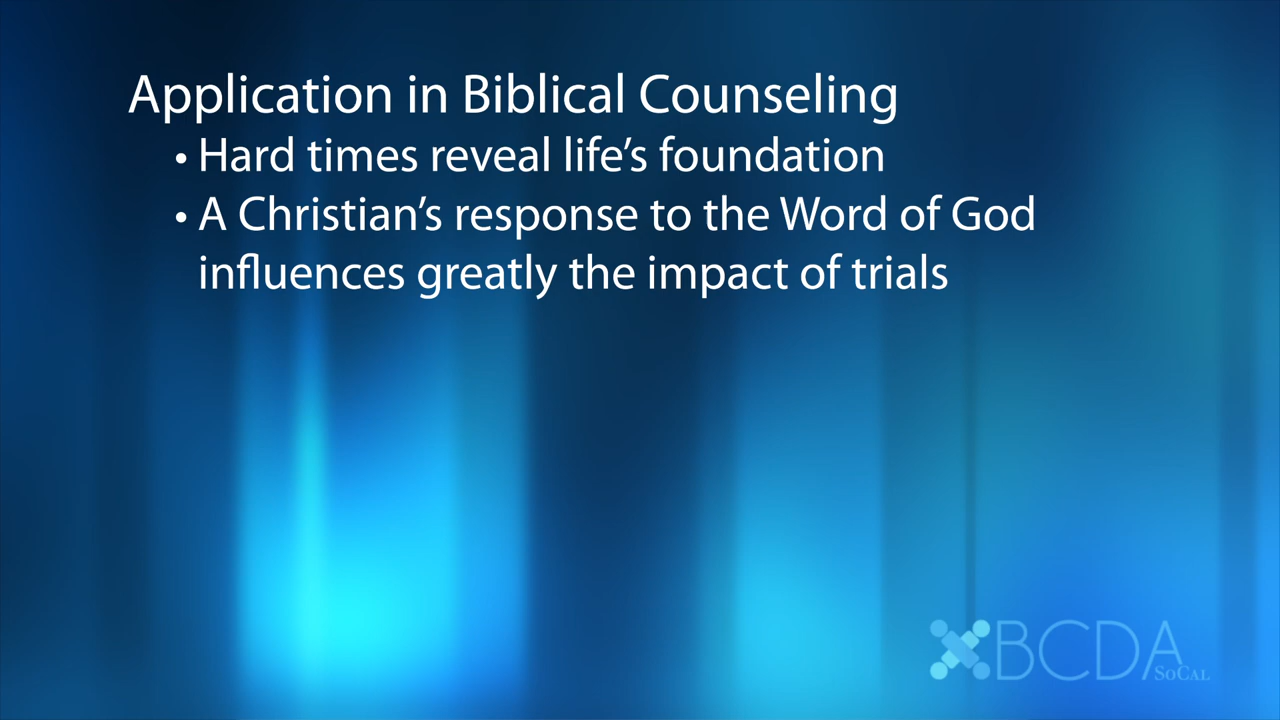 Application in Biblical Counseling
• Hard times reveal life’s foundation
• A Christian’s response to the Word of God
influences greatly the impact of trials
BCDA
SoCal